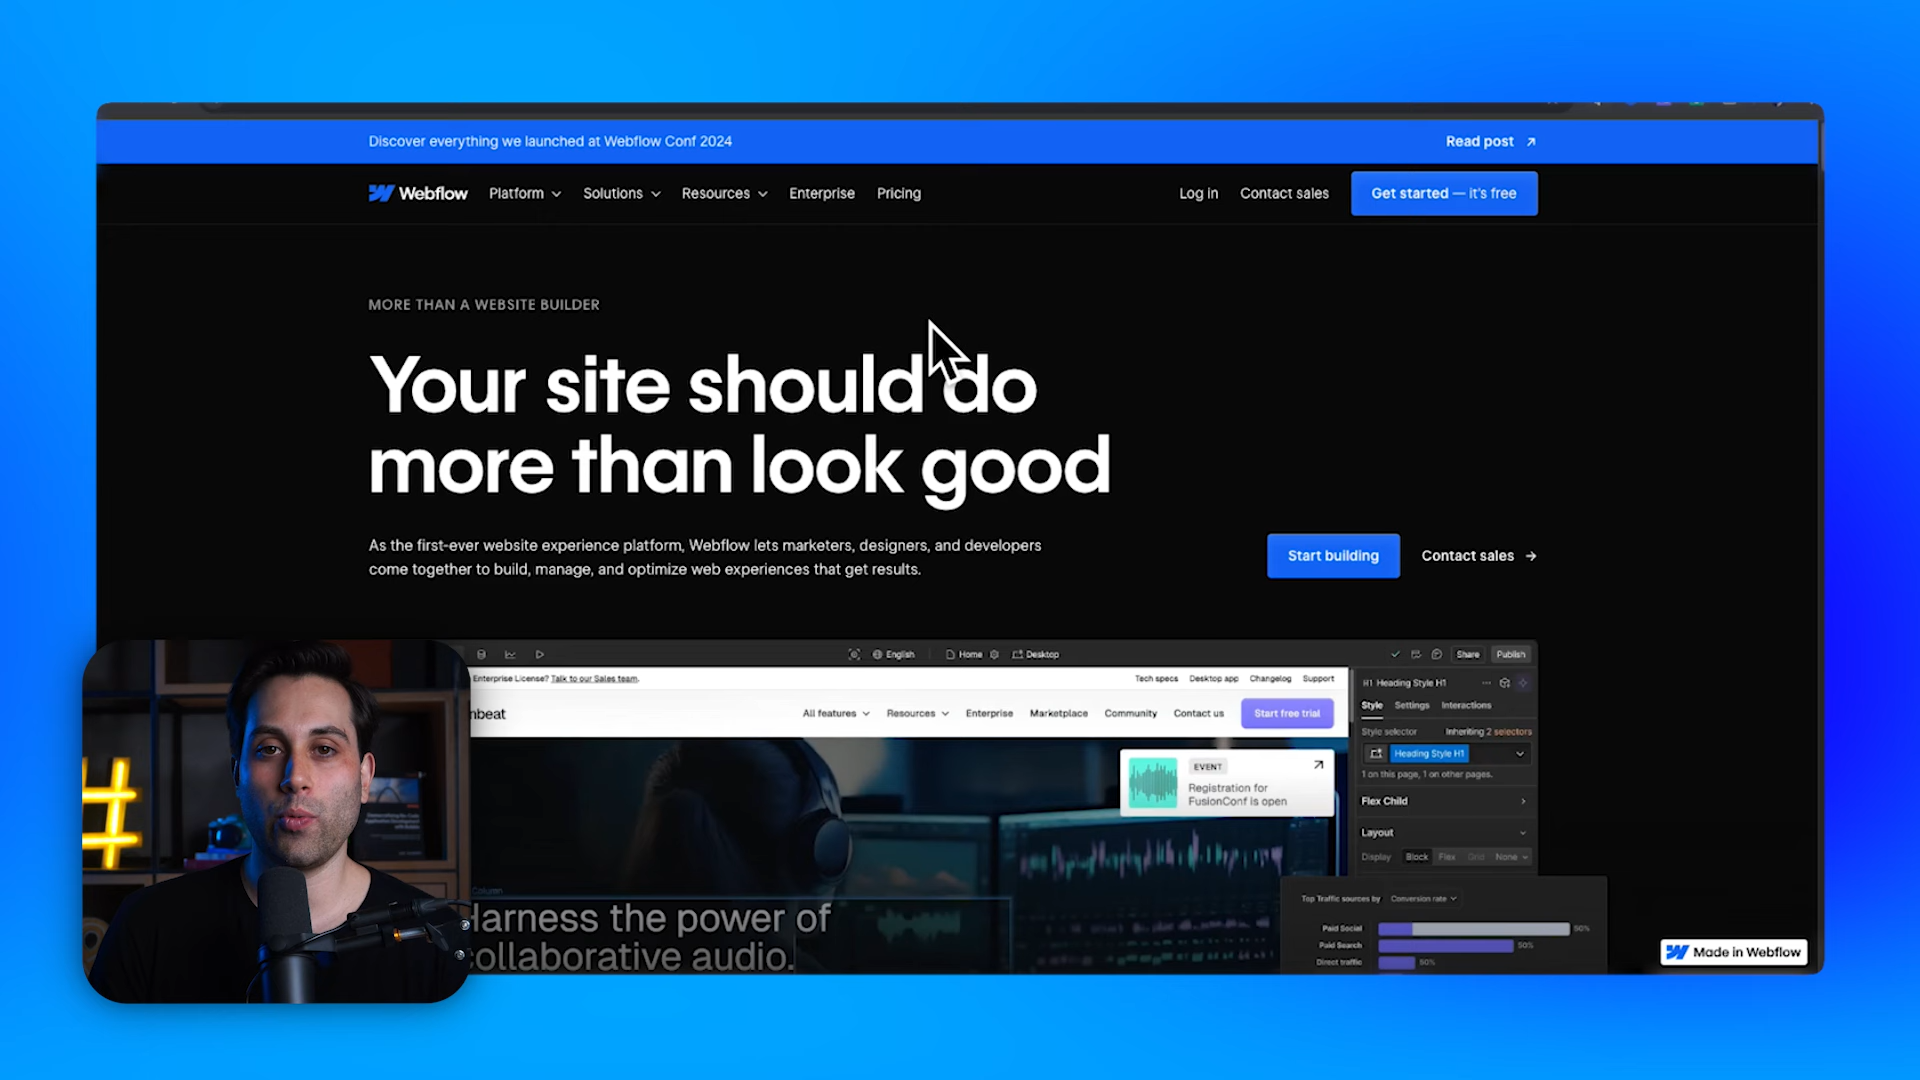 Discover everything we launched at Webflow Conf 2024
Read post
Webflow
Platform
Solutions
Resources
Enterprise
Pricing
Log in
Contact sales
Get started — it's free
MORE THAN A WEBSITE BUILDER
Your site should do
more than look good
As the first-ever website experience platform, Webflow lets marketers, designers, and developers
come together to build, manage, and optimize web experiences that get results.
Start building
Contact sales
English
Home
Desktop
Share
Publish
Enterprise License? Talk to our Sales team.
Tech specs
Desktop app
Changelog
Support
nbeat
All features
Resources
Enterprise
Marketplace
Community
Contact us
Start free trial
H1 Heading Style H1
Style
Settings
Interactions
Style selector
Inheriting 2 selectors
Heading Style H1
1 on this page, 1 on other pages.
EVENT
Registration for
FusionConf is open
Flex Child
Layout
Display
Block
Flex
Grid
None
Column
Harness the power of
collaborative audio.
Top Traffic sources by
Conversion rate
Paid Social
90%
Paid Search
50%
Direct traffic
50%
Made in Webflow